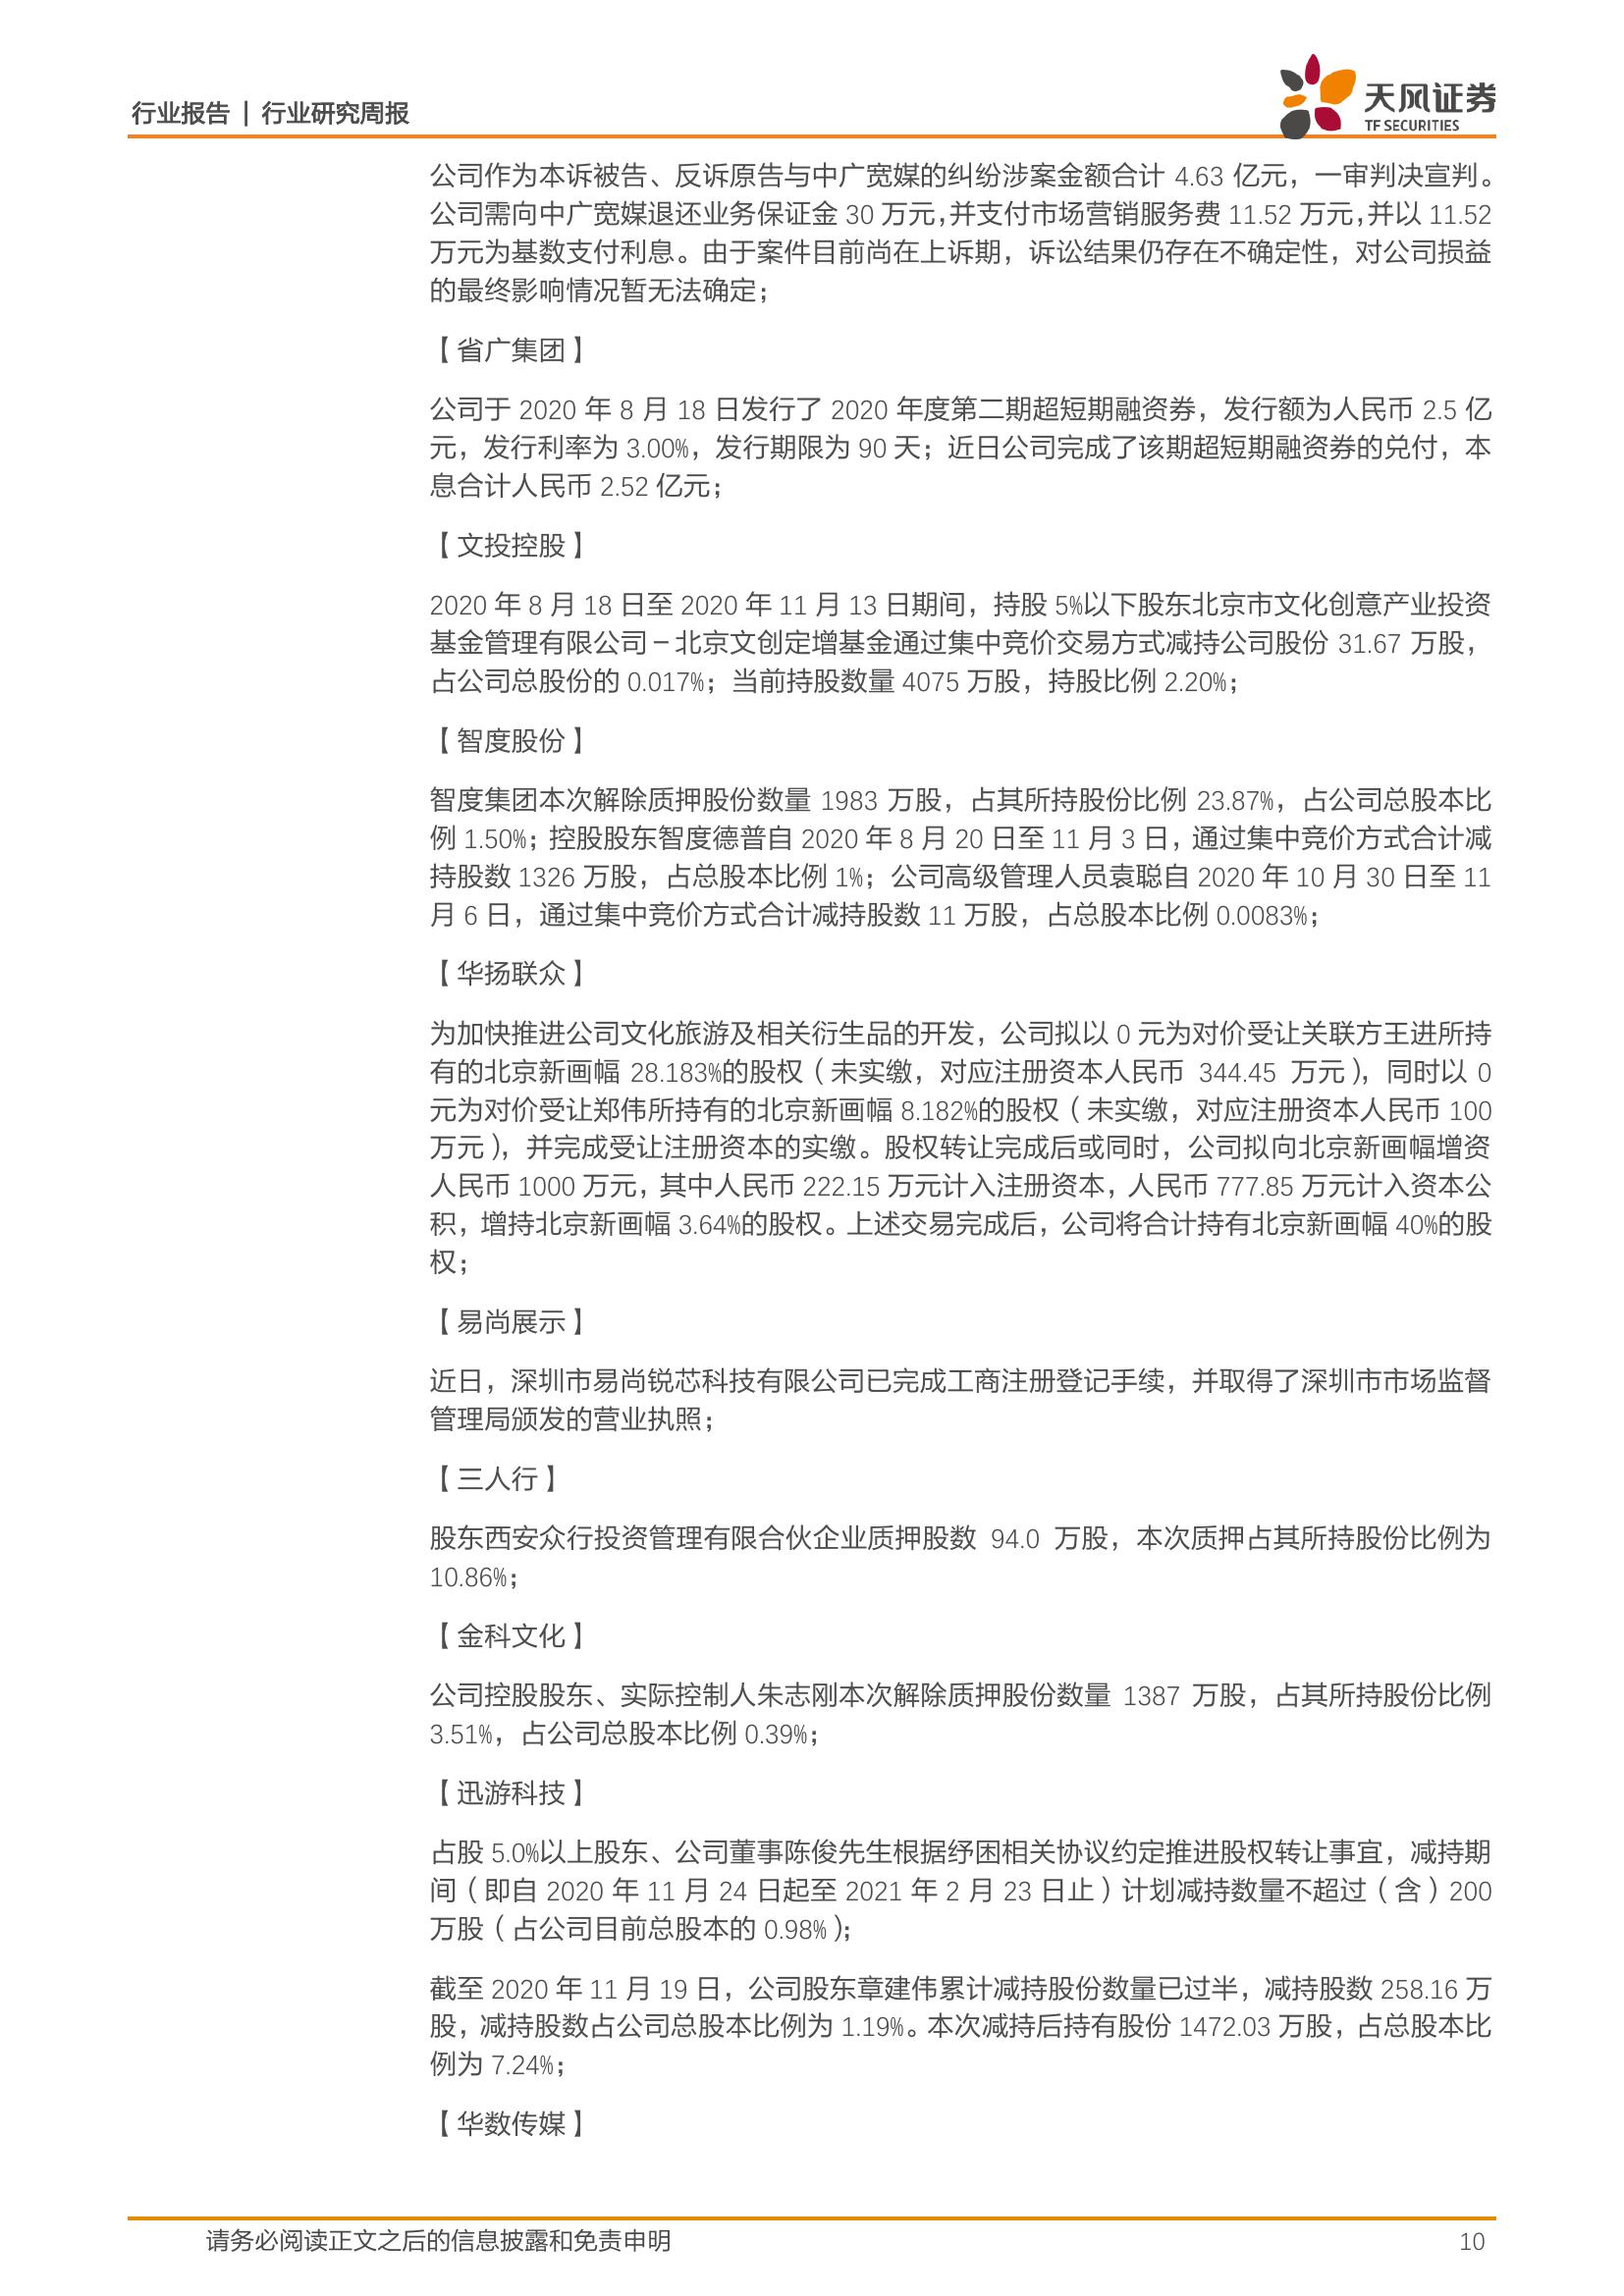 行业报告 | 行业研究周报
天风证券
TF SECURITIES
公司作为本诉被告、反诉原告与中广宽媒的纠纷涉案金额合计 4.63 亿元，一审判决宣判。
公司需向中广宽媒退还业务保证金 30 万元，并支付市场营销服务费 11.52 万元，并以 11.52
万元为基数支付利息。由于案件目前尚在上诉期，诉讼结果仍存在不确定性，对公司损益
的最终影响情况暂无法确定；
【省广集团】
公司于 2020 年 8 月 18 日发行了 2020 年度第二期超短期融资券，发行额为人民币 2.5 亿
元，发行利率为 3.00%，发行期限为 90 天；近日公司完成了该期超短期融资券的兑付，本
息合计人民币 2.52 亿元；
【文投控股】
2020 年 8 月 18 日至 2020 年 11 月 13 日期间，持股 5%以下股东北京市文化创意产业投资
基金管理有限公司－北京文创定增基金通过集中竞价交易方式减持公司股份 31.67 万股，
占公司总股份的 0.017%；当前持股数量 4075 万股，持股比例 2.20%；
【智度股份】
智度集团本次解除质押股份数量 1983 万股，占其所持股份比例 23.87%，占公司总股本比
例 1.50%；控股股东智度德普自 2020 年 8 月 20 日至 11 月 3 日，通过集中竞价方式合计减
持股数 1326 万股，占总股本比例 1%；公司高级管理人员袁聪自 2020 年 10 月 30 日至 11
月 6 日，通过集中竞价方式合计减持股数 11 万股，占总股本比例 0.0083%；
【华扬联众】
为加快推进公司文化旅游及相关衍生品的开发，公司拟以 0 元为对价受让关联方王进所持
有的北京新画幅 28.183%的股权（未实缴，对应注册资本人民币 344.45 万元），同时以 0
元为对价受让郑伟所持有的北京新画幅 8.182%的股权（未实缴，对应注册资本人民币 100
万元），并完成受让注册资本的实缴。股权转让完成后或同时，公司拟向北京新画幅增资
人民币 1000 万元，其中人民币 222.15 万元计入注册资本，人民币 777.85 万元计入资本公
积，增持北京新画幅 3.64%的股权。上述交易完成后，公司将合计持有北京新画幅 40%的股
权；
【易尚展示】
近日，深圳市易尚锐芯科技有限公司已完成工商注册登记手续，并取得了深圳市市场监督
管理局颁发的营业执照；
【三人行】
股东西安众行投资管理有限合伙企业质押股数 94.0 万股，本次质押占其所持股份比例为
10.86%；
【金科文化】
公司控股股东、实际控制人朱志刚本次解除质押股份数量 1387 万股，占其所持股份比例
3.51%，占公司总股本比例 0.39%；
【迅游科技】
占股 5.0%以上股东、公司董事陈俊先生根据纾困相关协议约定推进股权转让事宜，减持期
间（即自 2020 年 11 月 24 日起至 2021 年 2 月 23 日止）计划减持数量不超过（含）200
万股（占公司目前总股本的 0.98%）；
截至 2020 年 11 月 19 日，公司股东章建伟累计减持股份数量已过半，减持股数 258.16 万
股，减持股数占公司总股本比例为 1.19%。本次减持后持有股份 1472.03 万股，占总股本比
例为 7.24%；
【华数传媒】
请务必阅读正文之后的信息披露和免责申明
10